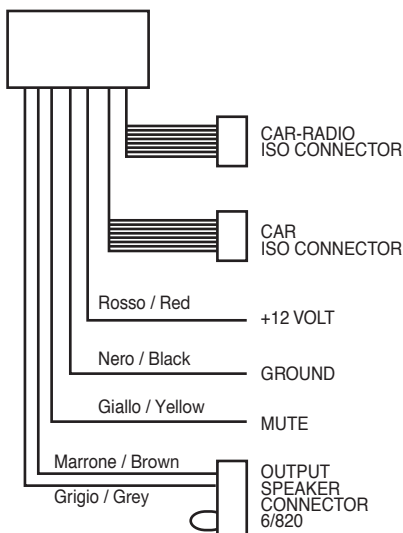 CAR-RADIO
ISO CONNECTOR
CAR
ISO CONNECTOR
Rosso / Red
+12 VOLT
Nero / Black
GROUND
Giallo / Yellow
MUTE
Marrone / Brown
Grigio / Grey
OUTPUT
SPEAKER
CONNECTOR
6/820